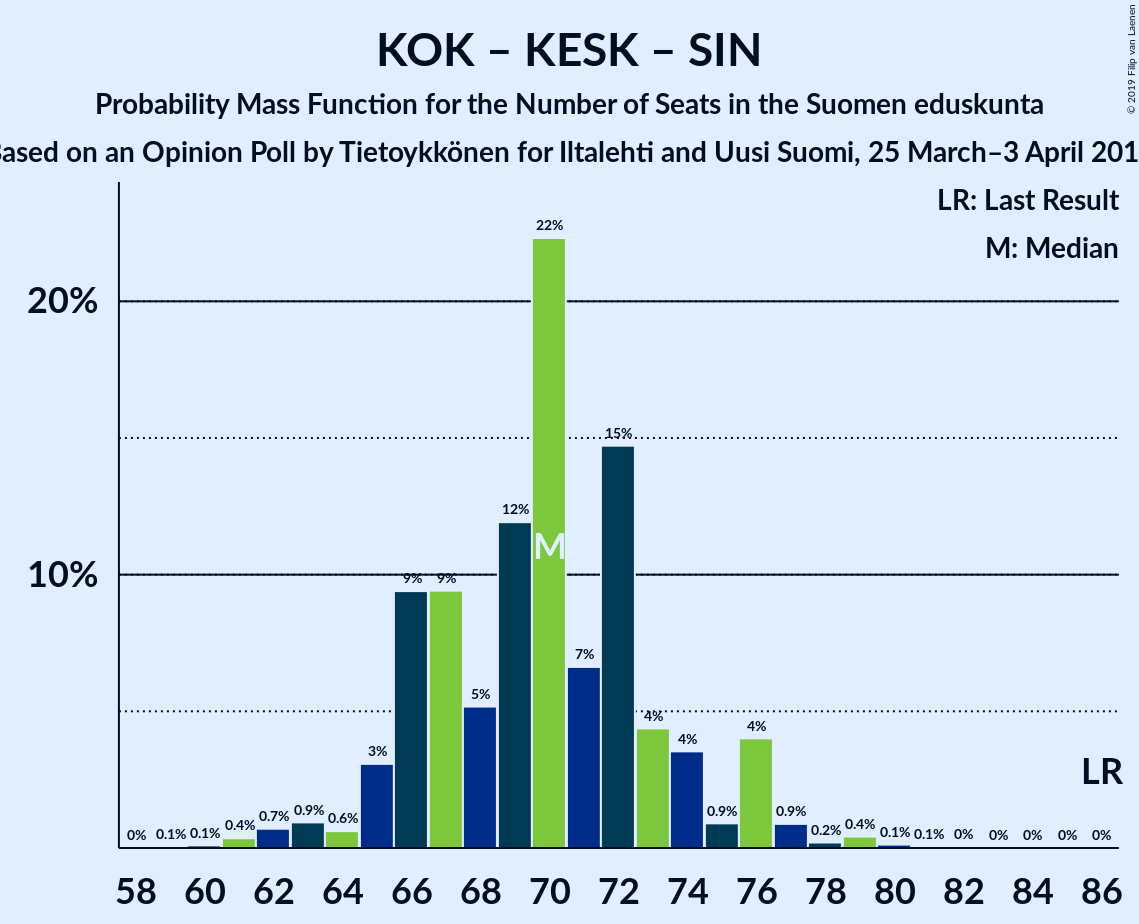 KOK – KESK – SIN
Probability Mass Function for the Number of Seats in the Suomen eduskunta
ased on an Opinion Poll by Tietoykkönen for Iltalehti and Uusi Suomi, 25 March–3 April 201
© 2019 Filip van Laenen
LR: Last Result
M: Median
22%
20%
15%
12%
M
10%
9% 9%
7%
5%
4%
4%
4%
3%
LR
0% 0.1% 0.1% 0.4% 0.7% 0.9% 0.6% 0.9% 0.9% 0.2% 0.4% 0.1% 0.1% 0% 0% 0% 0% 0%
58 60 62 64 66 68 70 72 74 76 78 80 82 84 86